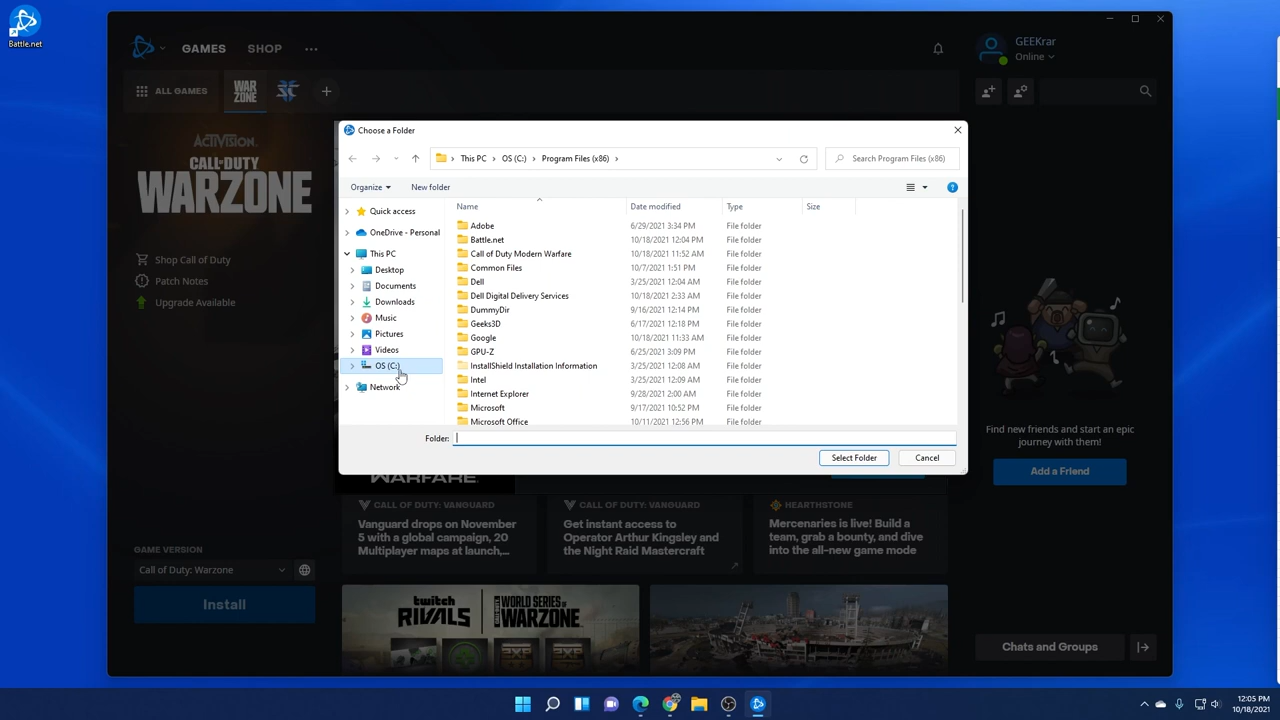 Battle.net
GAMES
SHOP
GEEKrar
Online
WAR
ZONE
ALL GAMES
ACTIVISION
CALL OF DUTY
WARZONE
Shop Call of Duty
Patch Notes
Upgrade Available
Choose a Folder
This PC > OS (C:) > Program Files (x86) >
Search Program Files (x86)
Organize
New folder
Name
Date modified
Type
Size
Quick access
OneDrive - Personal
This PC
Desktop
Documents
Downloads
Music
Pictures
Videos
OS (C:)
Network
Adobe 6/29/2021 3:34 PM File folder
Battle.net 10/18/2021 12:04 PM File folder
Call of Duty Modern Warfare 10/18/2021 11:52 AM File folder
Common Files 10/7/2021 1:51 PM File folder
Dell 3/25/2021 12:04 AM File folder
Dell Digital Delivery Services 10/18/2021 2:33 AM File folder
DummyDir 9/16/2021 12:14 PM File folder
Geeks3D 6/17/2021 12:18 PM File folder
Google 10/18/2021 11:33 AM File folder
GPU-Z 6/25/2021 3:09 PM File folder
InstallShield Installation Information 3/25/2021 12:08 AM File folder
Intel 3/25/2021 12:09 AM File folder
Internet Explorer 9/28/2021 2:00 AM File folder
Microsoft 9/17/2021 10:52 PM File folder
Microsoft Office 10/11/2021 12:56 PM File folder
Folder:
Select Folder
Cancel
WARFARE
Find new friends and start an epic
journey with them!
Add a Friend
CALL OF DUTY: VANGUARD
Vanguard drops on November
5 with a global campaign, 20
Multiplayer maps at launch,...
CALL OF DUTY: VANGUARD
Get instant access to
Operator Arthur Kingsley and
the Night Raid Mastercraft
HEARTHSTONE
Mercenaries is live! Build a
team, grab a bounty, and dive
into the all-new game mode
GAME VERSION
Call of Duty: Warzone
Install
twitch
RIVALS
WORLD SERIES
OF WARZONE
2XP
2XP
Chats and Groups
12:05 PM
10/18/2021